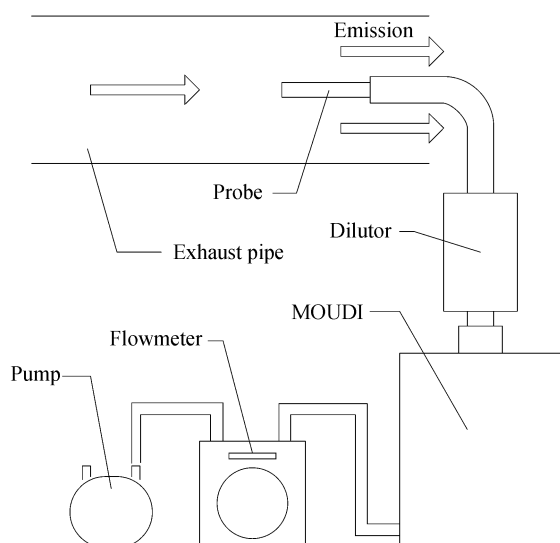 Emission
Probe
Exhaust pipe
Dilutor
MOUDI
Flowmeter
Pump